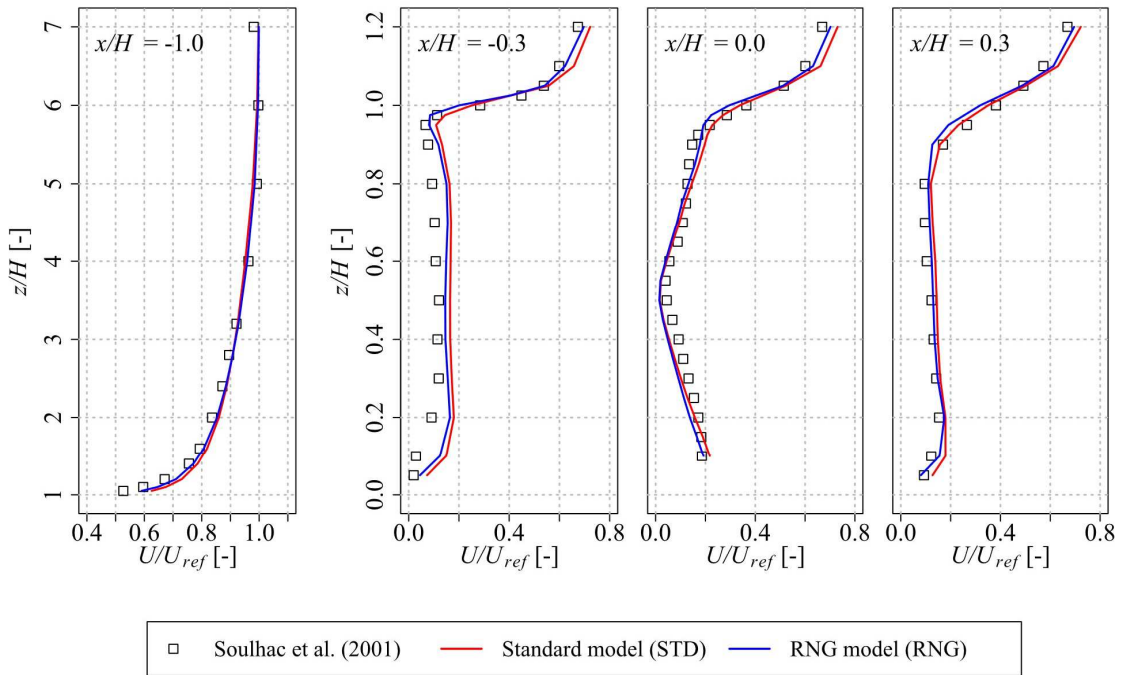 x/H = -1.0
x/H = -0.3
x/H = 0.0
x/H = 0.3
z/H [-]
7
6
5
4
3
2
1
0.4 0.6 0.8 1.0
U/U_ref [-]
z/H [-]
1.2
1.0
0.8
0.6
0.4
0.2
0.0
0.0 0.4 0.8
U/U_ref [-]
0.0 0.4 0.8
U/U_ref [-]
0.0 0.4 0.8
U/U_ref [-]
Soulhac et al. (2001) Standard model (STD) RNG model (RNG)